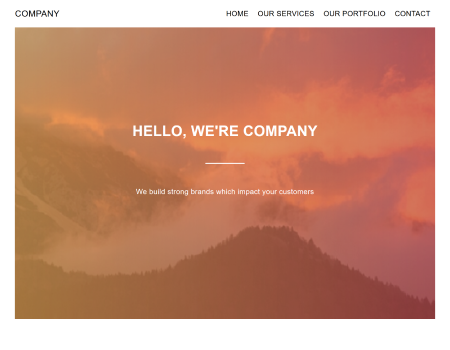 COMPANY
HOME OUR SERVICES OUR PORTFOLIO CONTACT
HELLO, WE'RE COMPANY
We build strong brands which impact your customers